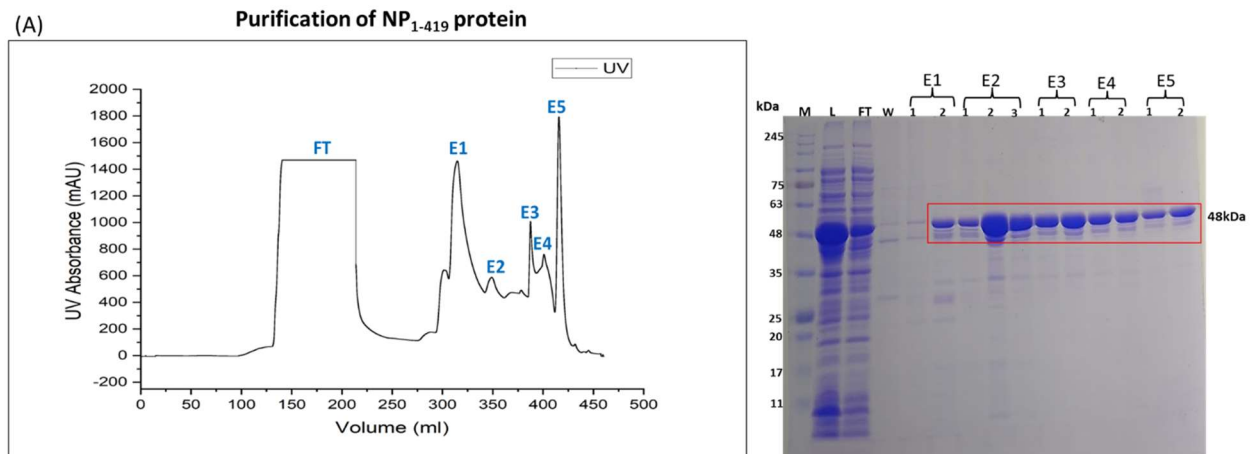 (A)
Purification of NP1-419 protein
UV
2000
1800
1600
1400
1200
1000
800
600
400
200
0
-200
UV Absorbance (mAU)
FT
E1
E2
E3
E4
E5
0 50 100 150 200 250 300 350 400 450 500
Volume (ml)
E1 E2 E3 E4 E5
kDa M L FT W 1 2 1 2 3 1 2 1 2 1 2
245
75
63
48
35
25
20
17
11
48kDa